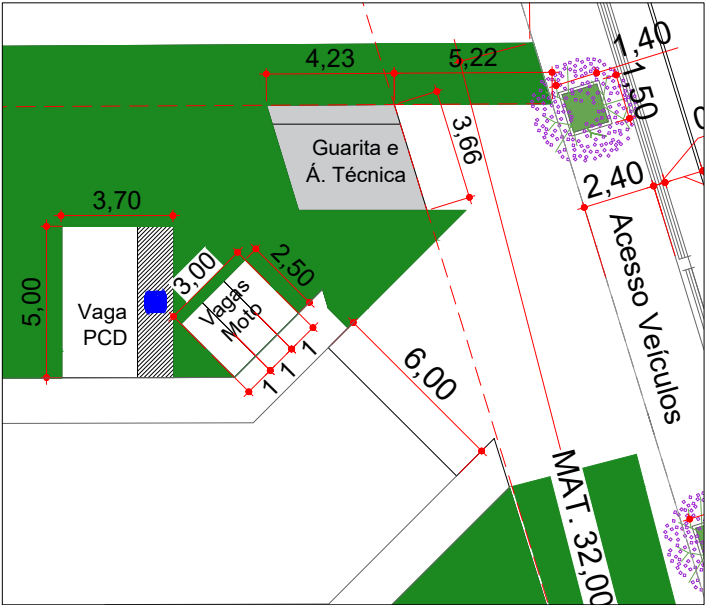 4,23
5,22
1,40
1,50
3,66
Guarita e
Á. Técnica
2,40
3,70
5,00
Vaga
PCD
3,00
2,50
Vagas
Moto
1
1
1
6,00
Acesso Veículos
MAT. 32,00